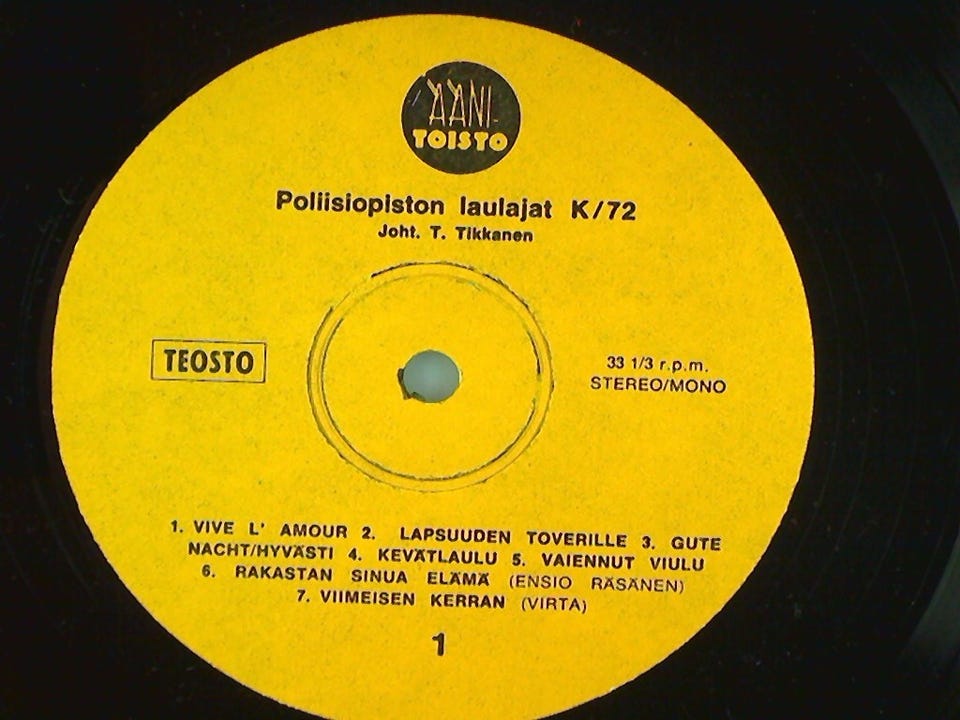 ÄÄNI-
TOISTO
Poliisiopiston laulajat K/72
Joht. T. Tikkanen
TEOSTO
33 1/3 r.p.m.
STEREO/MONO
1. VIVE L' AMOUR 2. LAPSUUDEN TOVERILLE 3. GUTE
NACHT/HYVÄSTI 4. KEVÄTLAULU 5. VAIENNUT VIULU
6. RAKASTAN SINUA ELÄMÄ (ENSIO RÄSÄNEN)
7. VIIMEISEN KERRAN (VIRTA)
1